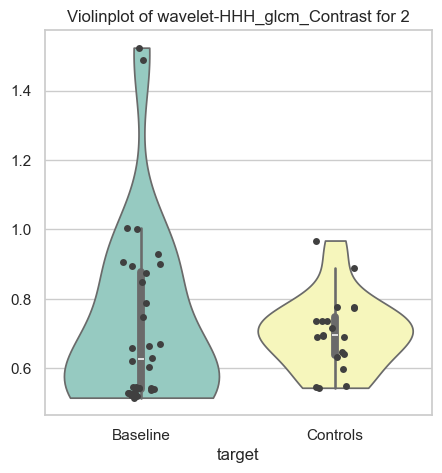 Violinplot of wavelet-HHH_glcm_Contrast for 2
1.4
1.2
1.0
0.8
0.6
Baseline Controls
target